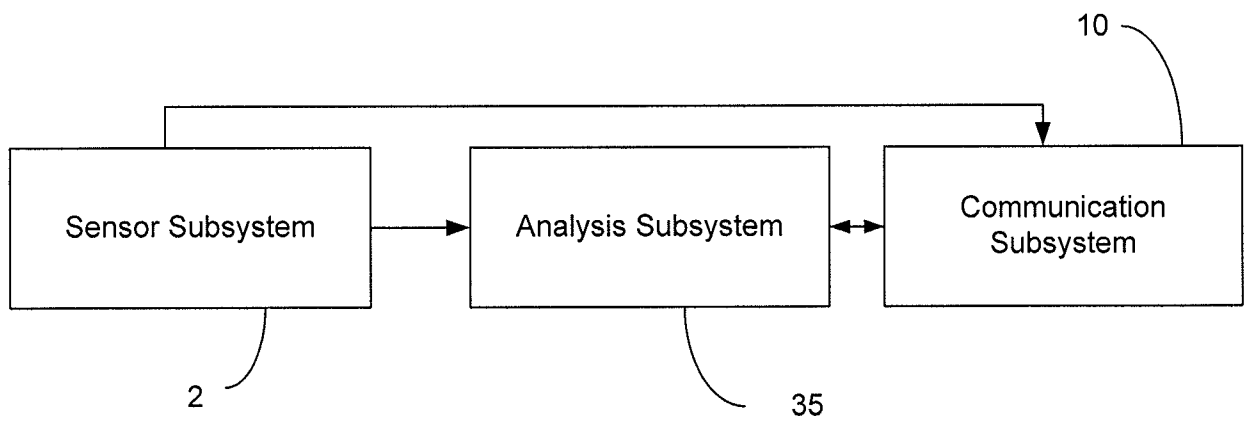 10
Sensor Subsystem
Analysis Subsystem
Communication
Subsystem
2
35